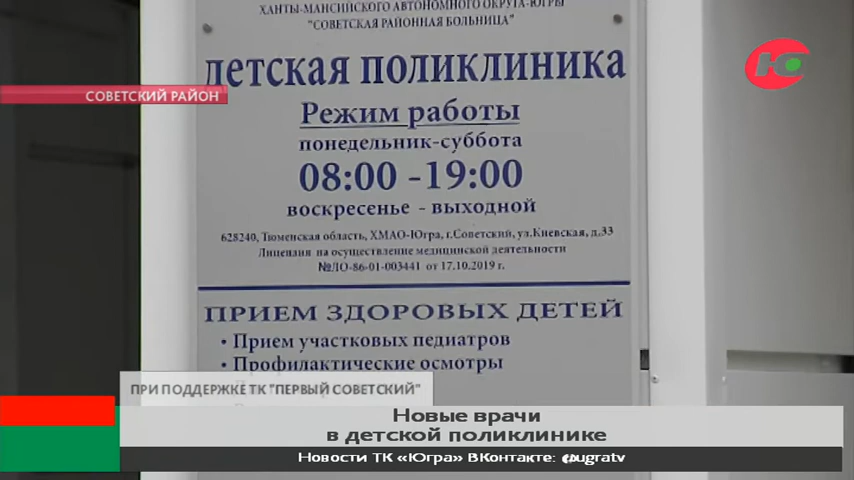 ХАНТЫ-МАНСИЙСКОГО АВТОНОМНОГО ОКРУГА-ЮГРЫ
"СОВЕТСКАЯ РАЙОННАЯ БОЛЬНИЦА"
детская поликлиника
Режим работы
понедельник-суббота
08:00 -19:00
воскресенье - выходной
628240, Тюменская область, ХМАО-Югра, г.Советский, ул.Киевская, д.33
Лицензия на осуществление медицинской деятельности
№ЛО-86-01-003441 от 17.10.2019 г.
ПРИЕМ ЗДОРОВЫХ ДЕТЕЙ
• Прием участковых педиатров
• Профилактические осмотры
Ю
СОВЕТСКИЙ РАЙОН
ПРИ ПОДДЕРЖКЕ ТК "ПЕРВЫЙ СОВЕТСКИЙ"
Новые врачи
в детской поликлинике
Новости ТК «Югра» ВКонтакте: @ugratv